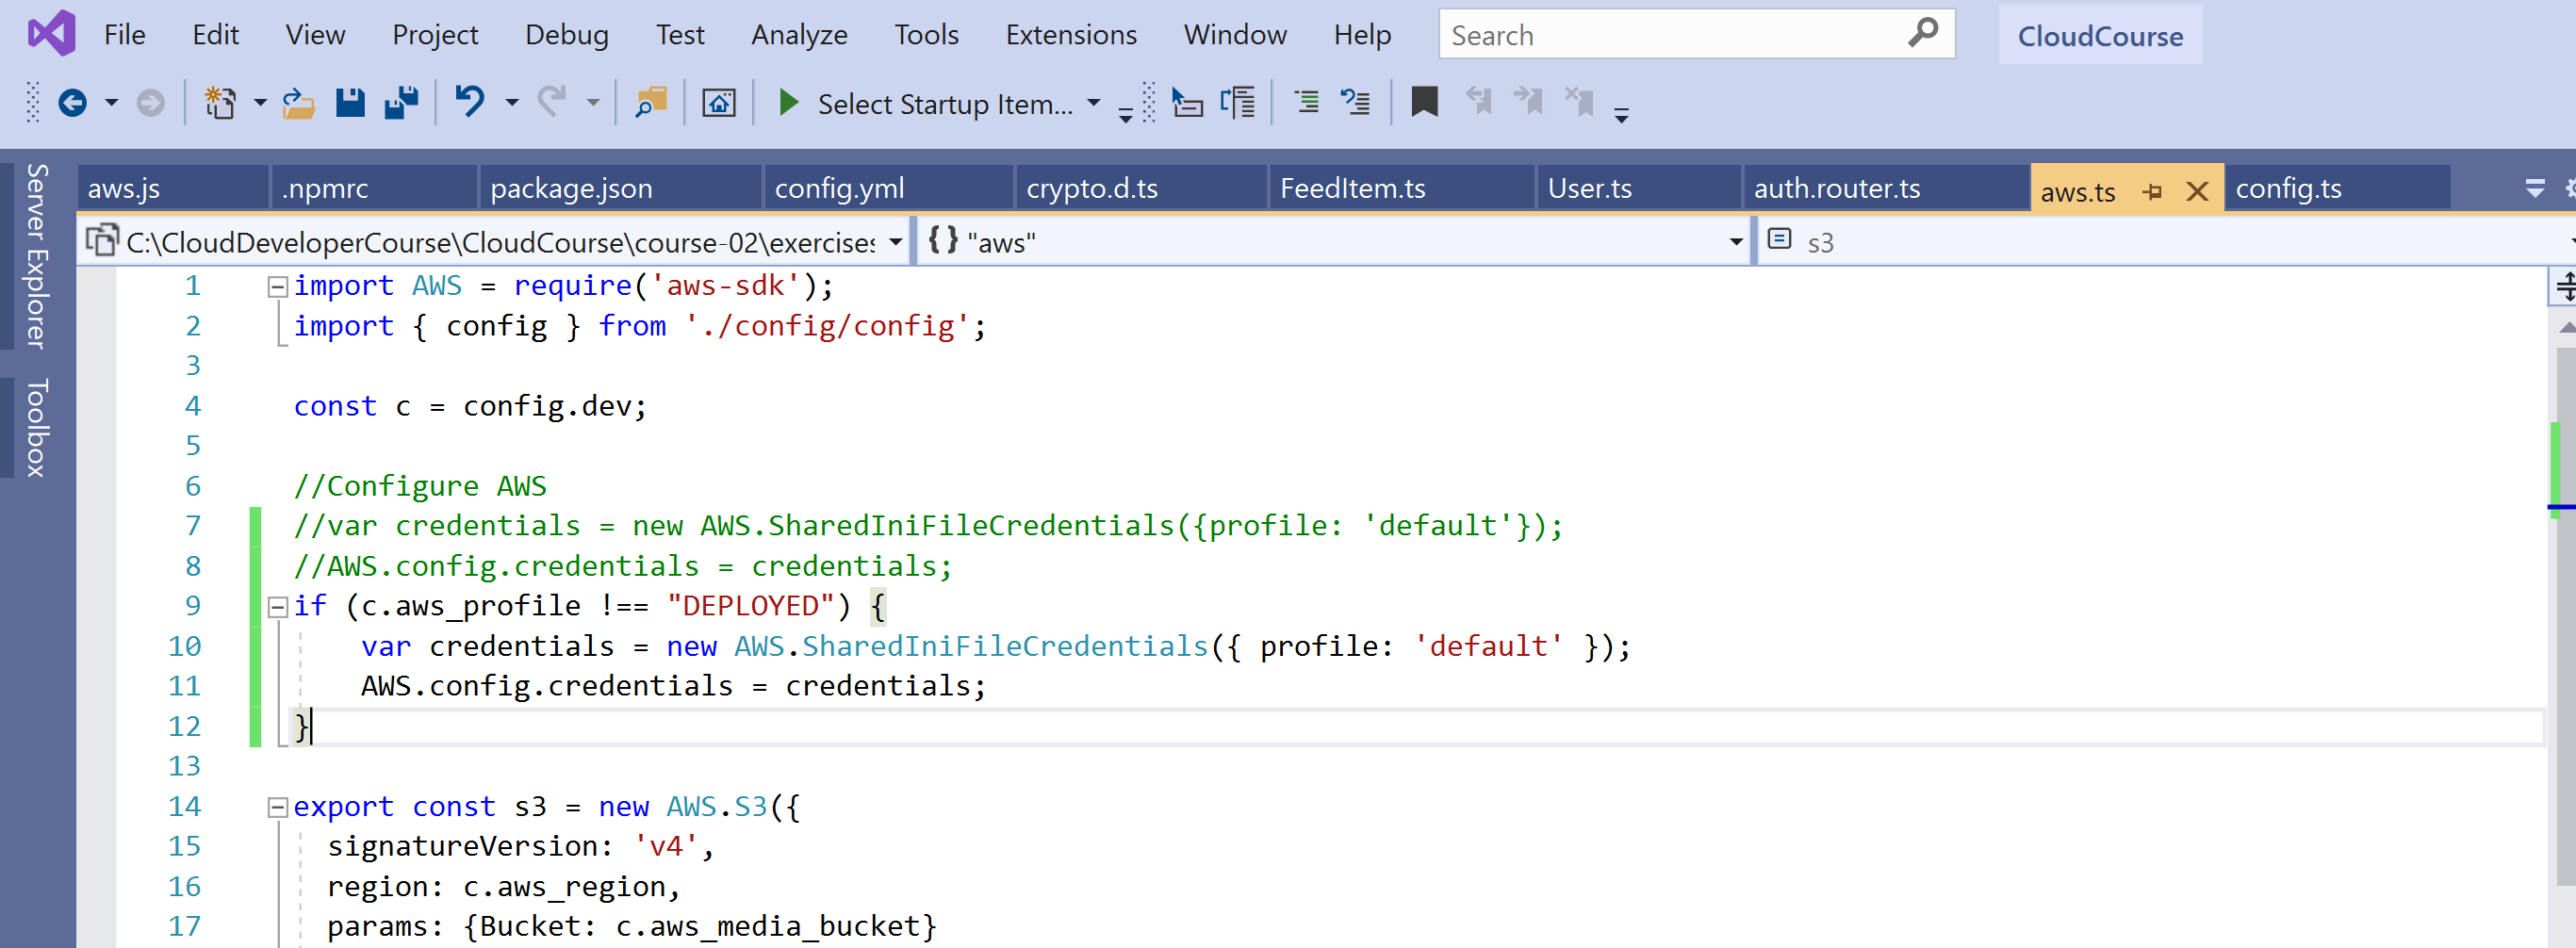 File Edit View Project Debug Test Analyze Tools Extensions Window Help Search CloudCourse
Select Startup Item...
Server Explorer
Toolbox
aws.js .npmrc package.json config.yml crypto.d.ts FeedItem.ts User.ts auth.router.ts aws.ts config.ts
C:\CloudDeveloperCourse\CloudCourse\course-02\exercises {} "aws" s3
1 import AWS = require('aws-sdk');
2 import { config } from './config/config';
3
4 const c = config.dev;
5
6 //Configure AWS
7 //var credentials = new AWS.SharedIniFileCredentials({profile: 'default'});
8 //AWS.config.credentials = credentials;
9 if (c.aws_profile !== "DEPLOYED") {
10 var credentials = new AWS.SharedIniFileCredentials({ profile: 'default' });
11 AWS.config.credentials = credentials;
12 }
13
14 export const s3 = new AWS.S3({
15 signatureVersion: 'v4',
16 region: c.aws_region,
17 params: {Bucket: c.aws_media_bucket}